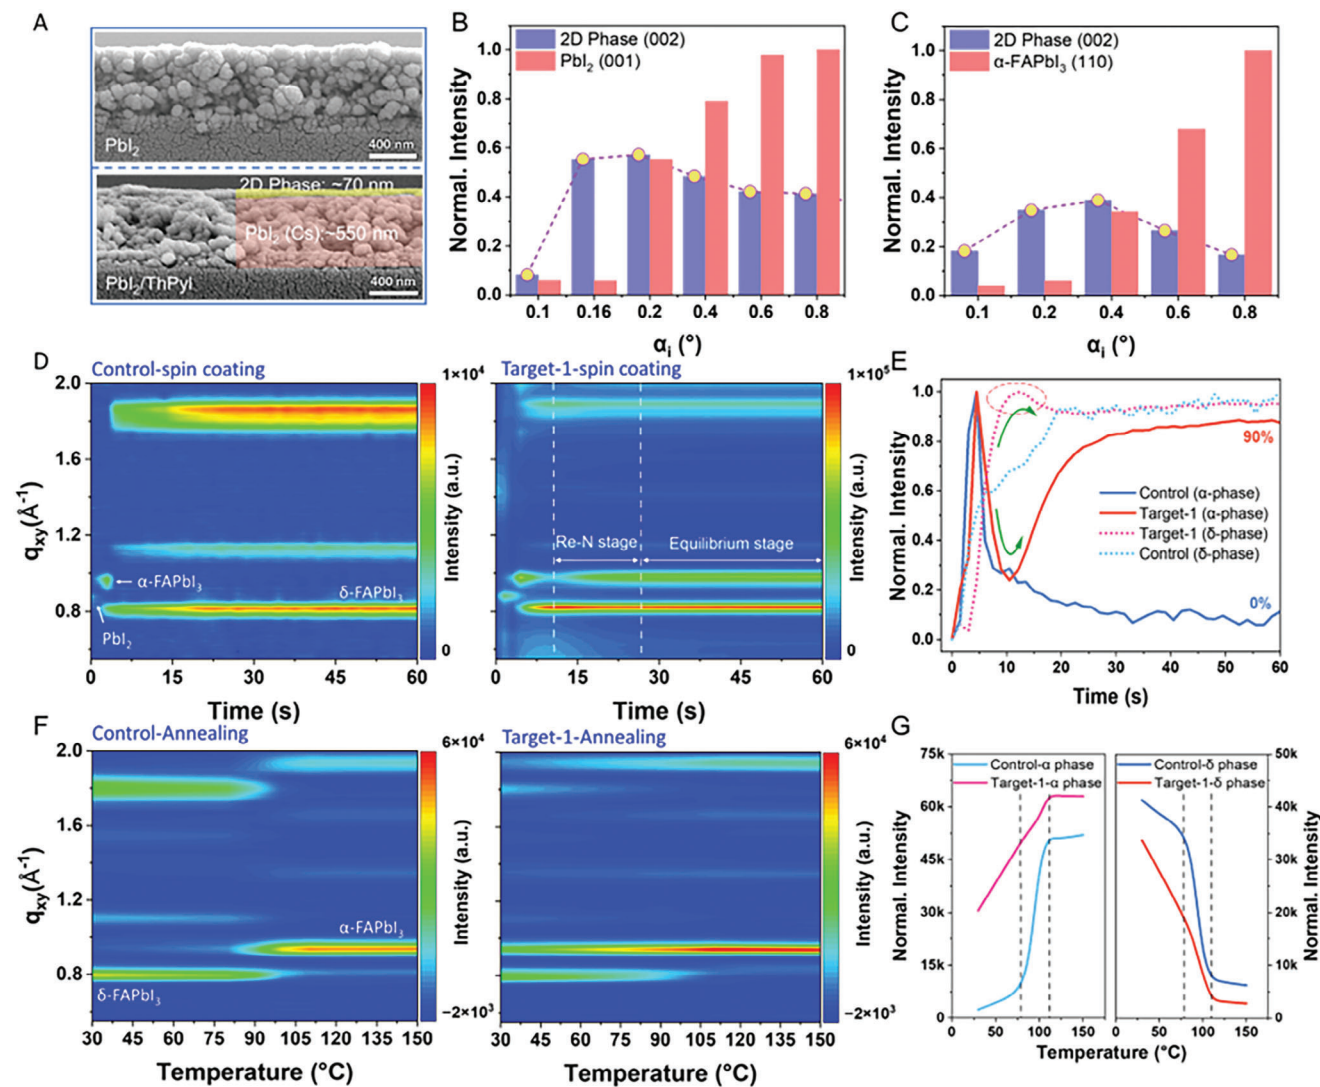 A
PbI₂
400 nm
2D Phase: ~70 nm
PbI₂ (Cs):~550 nm
PbI₂/ThPyI
400 nm
B
2D Phase (002)
PbI₂ (001)
Normal. Intensity
1.0
0.8
0.6
0.4
0.2
0.0
0.1 0.16 0.2 0.4 0.6 0.8
αᵢ (°)
C
2D Phase (002)
α-FAPbI₃ (110)
Normal. Intensity
1.0
0.8
0.6
0.4
0.2
0.0
0.1 0.2 0.4 0.6 0.8
αᵢ (°)
D
Control-spin coating
qxy(Å⁻¹)
2.0
1.6
1.2
0.8
α-FAPbI₃
δ-FAPbI₃
PbI₂
0 15 30 45 60
Time (s)
1×10⁴
Intensity (a.u.)
0
Target-1-spin coating
Re-N stage
Equilibrium stage
0 15 30 45 60
Time (s)
1×10⁵
Intensity (a.u.)
0
E
Normal. Intensity
1.0
0.8
0.6
0.4
0.2
0.0
90%
Control (α-phase)
Target-1 (α-phase)
Target-1 (δ-phase)
Control (δ-phase)
0%
0 10 20 30 40 50 60
Time (s)
F
Control-Annealing
qxy(Å⁻¹)
2.0
1.6
1.2
0.8
α-FAPbI₃
δ-FAPbI₃
30 45 60 75 90 105 120 135 150
Temperature (°C)
6×10⁴
Intensity (a.u.)
−2×10³
Target-1-Annealing
30 45 60 75 90 105 120 135 150
Temperature (°C)
6×10⁴
Intensity (a.u.)
−2×10³
G
Normal. Intensity
75k
60k
45k
30k
15k
0
Control-α phase
Target-1-α phase
0 50 100 150
Control-δ phase
Target-1-δ phase
0 50 100 150
50k
40k
30k
20k
10k
0
Normal. Intensity
Temperature (°C)